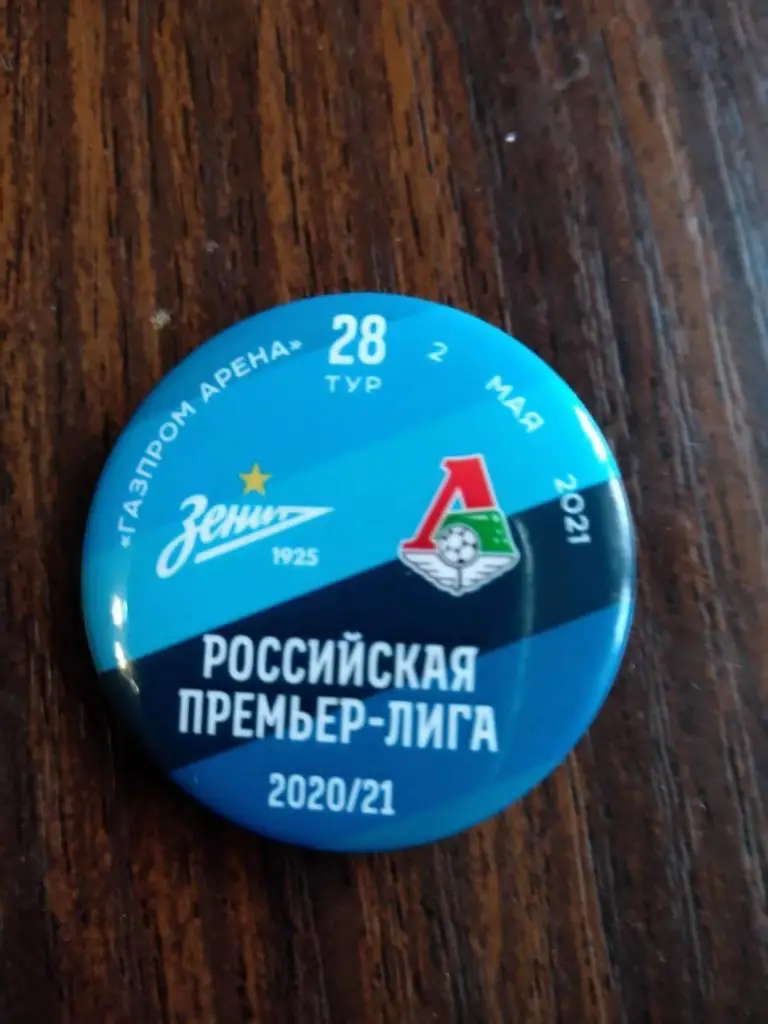 «ГАЗПРОМ АРЕНА»
28
ТУР
2 МАЯ 2021
Зенит
1925
РОССИЙСКАЯ
ПРЕМЬЕР-ЛИГА
2020/21